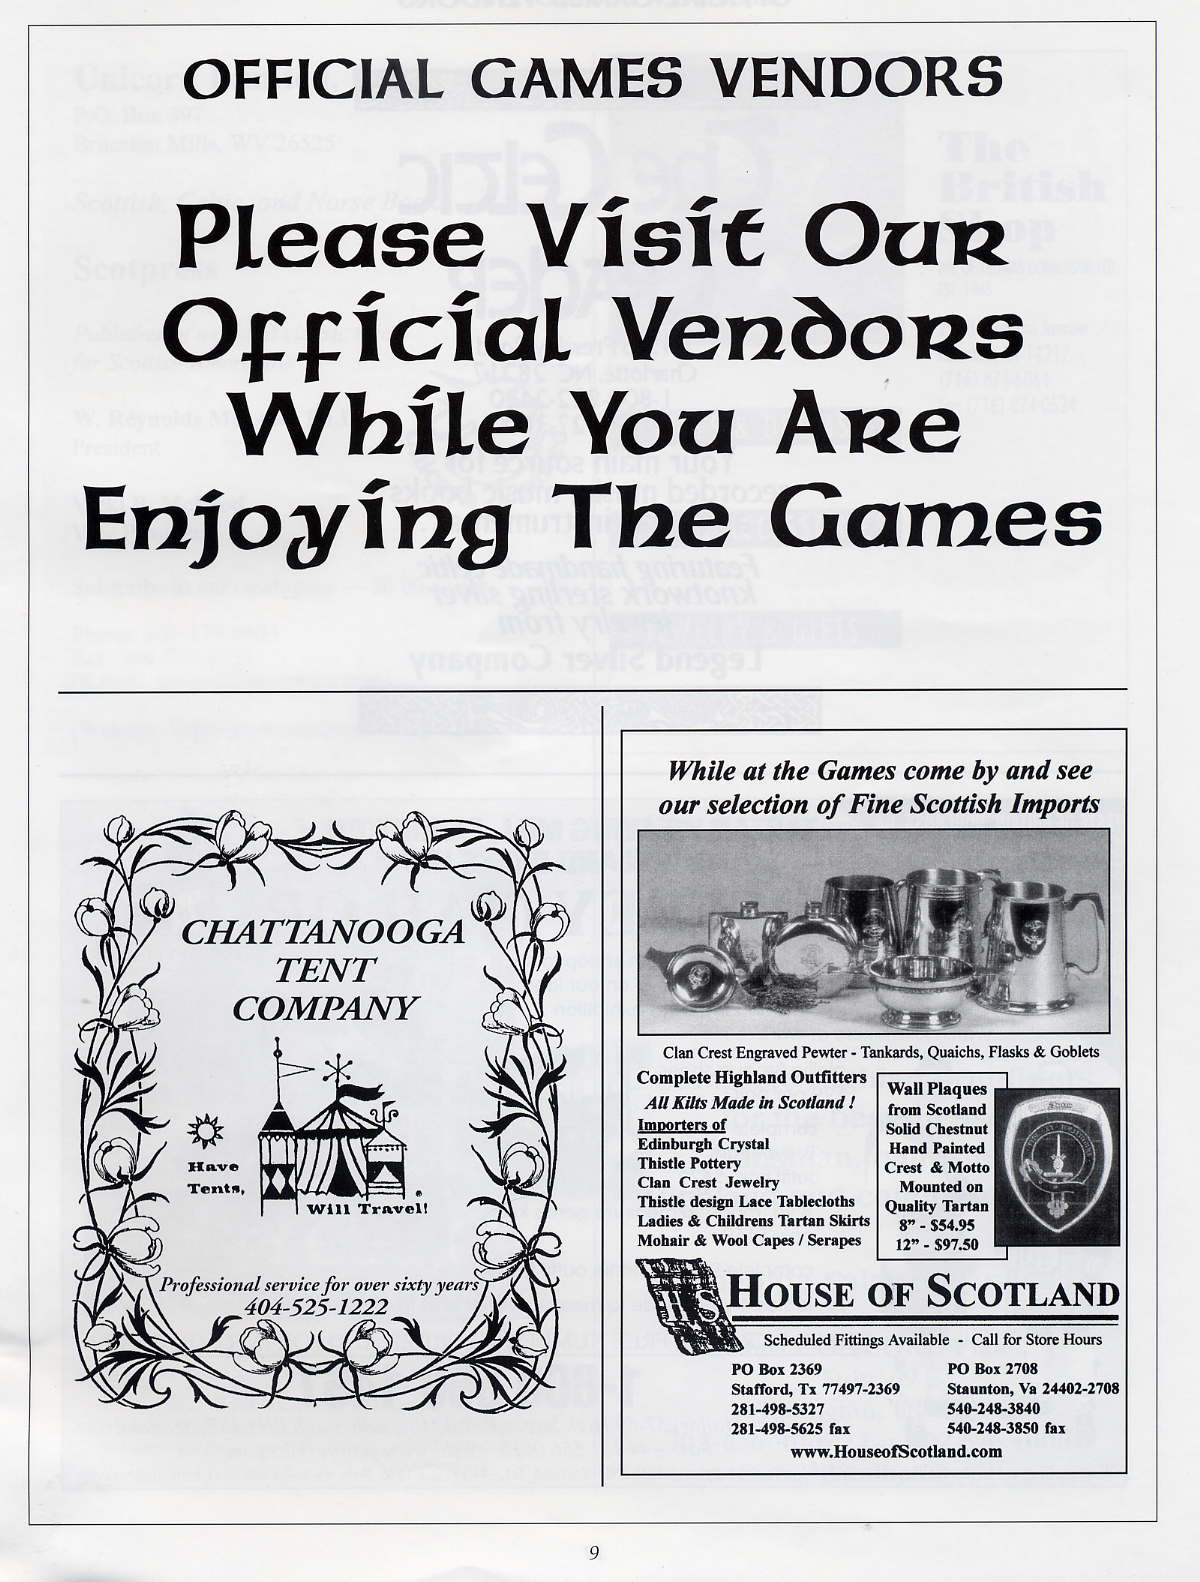 OFFICIAL GAMES VENDORS
Please Visit Our
Official Vendors
While You Are
Enjoying The Games
CHATTANOOGA
TENT
COMPANY
Have
Tents,
Will Travel!
Professional service for over sixty years
404-525-1222
While at the Games come by and see
our selection of Fine Scottish Imports
Clan Crest Engraved Pewter - Tankards, Quaichs, Flasks & Goblets
Complete Highland Outfitters
All Kilts Made in Scotland !
Importers of
Edinburgh Crystal
Thistle Pottery
Clan Crest Jewelry
Thistle design Lace Tablecloths
Ladies & Childrens Tartan Skirts
Mohair & Wool Capes / Serapes
Wall Plaques
from Scotland
Solid Chestnut
Hand Painted
Crest & Motto
Mounted on
Quality Tartan
8” - $54.95
12” - $97.50
HS
HOUSE OF SCOTLAND
Scheduled Fittings Available - Call for Store Hours
PO Box 2369
Stafford, Tx 77497-2369
281-498-5327
281-498-5625 fax
PO Box 2708
Staunton, Va 24402-2708
540-248-3840
540-248-3850 fax
www.HouseofScotland.com
9